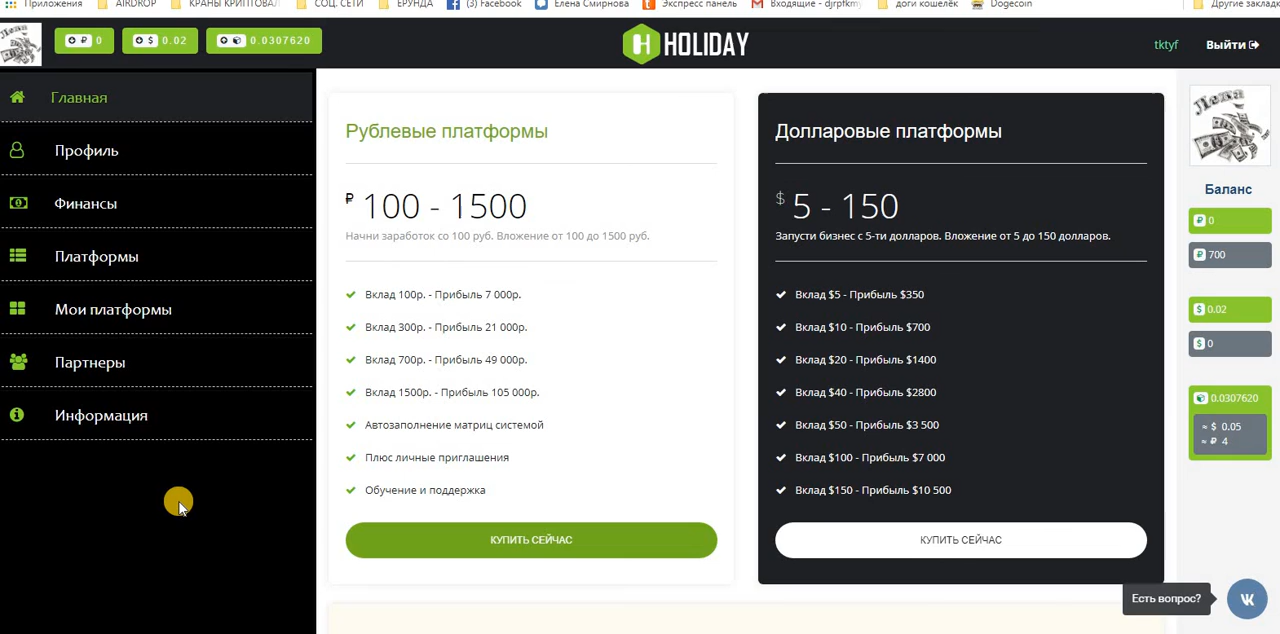 Приложения
AIRDROP
СОЦ. СЕТИ
ЕРУНДА
(3) Facebook
Елена Смирнова
Экспресс панель
доги кошелёк
Dogecoin
Другие
Лежа
₽ 0
$ 0.02
0.0307620
HOLIDAY
tktyf
Выйти
Главная
Профиль
Финансы
Платформы
Мои платформы
Партнеры
Информация
Рублевые платформы
₽ 100 - 1500
Начни заработок со 100 руб. Вложение от 100 до 1500 руб.
Вклад 100р. - Прибыль 7 000р.
Вклад 300р. - Прибыль 21 000р.
Вклад 700р. - Прибыль 49 000р.
Вклад 1500р. - Прибыль 105 000р.
Автозаполнение матриц системой
Плюс личные приглашения
Обучение и поддержка
КУПИТЬ СЕЙЧАС
Долларовые платформы
$ 5 - 150
Запусти бизнес с 5-ти долларов. Вложение от 5 до 150 долларов.
Вклад $5 - Прибыль $350
Вклад $10 - Прибыль $700
Вклад $20 - Прибыль $1400
Вклад $40 - Прибыль $2800
Вклад $50 - Прибыль $3 500
Вклад $100 - Прибыль $7 000
Вклад $150 - Прибыль $10 500
КУПИТЬ СЕЙЧАС
Лежа
Баланс
₽ 0
₽ 700
$ 0.02
$ 0
0.0307620
≈ $ 0.05
≈ ₽ 4
Есть вопрос?